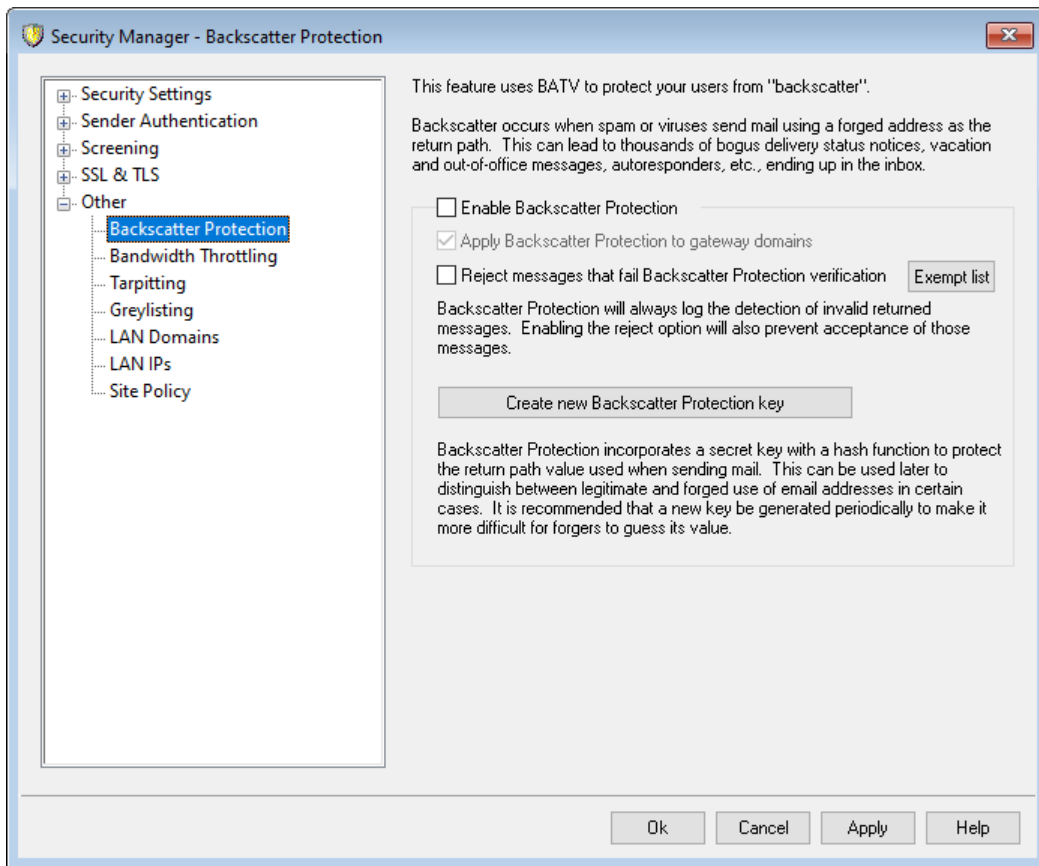 Security Manager - Backscatter Protection
Security Settings
Sender Authentication
Screening
SSL & TLS
Other
Backscatter Protection
Bandwidth Throttling
Tarpitting
Greylisting
LAN Domains
LAN IPs
Site Policy
This feature uses BATV to protect your users from "backscatter".
Backscatter occurs when spam or viruses send mail using a forged address as the
return path. This can lead to thousands of bogus delivery status notices, vacation
and out-of-office messages, autoresponders, etc., ending up in the inbox.
Enable Backscatter Protection
Apply Backscatter Protection to gateway domains
Reject messages that fail Backscatter Protection verification Exempt list
Backscatter Protection will always log the detection of invalid returned
messages. Enabling the reject option will also prevent acceptance of those
messages.
Create new Backscatter Protection key
Backscatter Protection incorporates a secret key with a hash function to protect
the return path value used when sending mail. This can be used later to
distinguish between legitimate and forged use of email addresses in certain
cases. It is recommended that a new key be generated periodically to make it
more difficult for forgers to guess its value.
Ok Cancel Apply Help